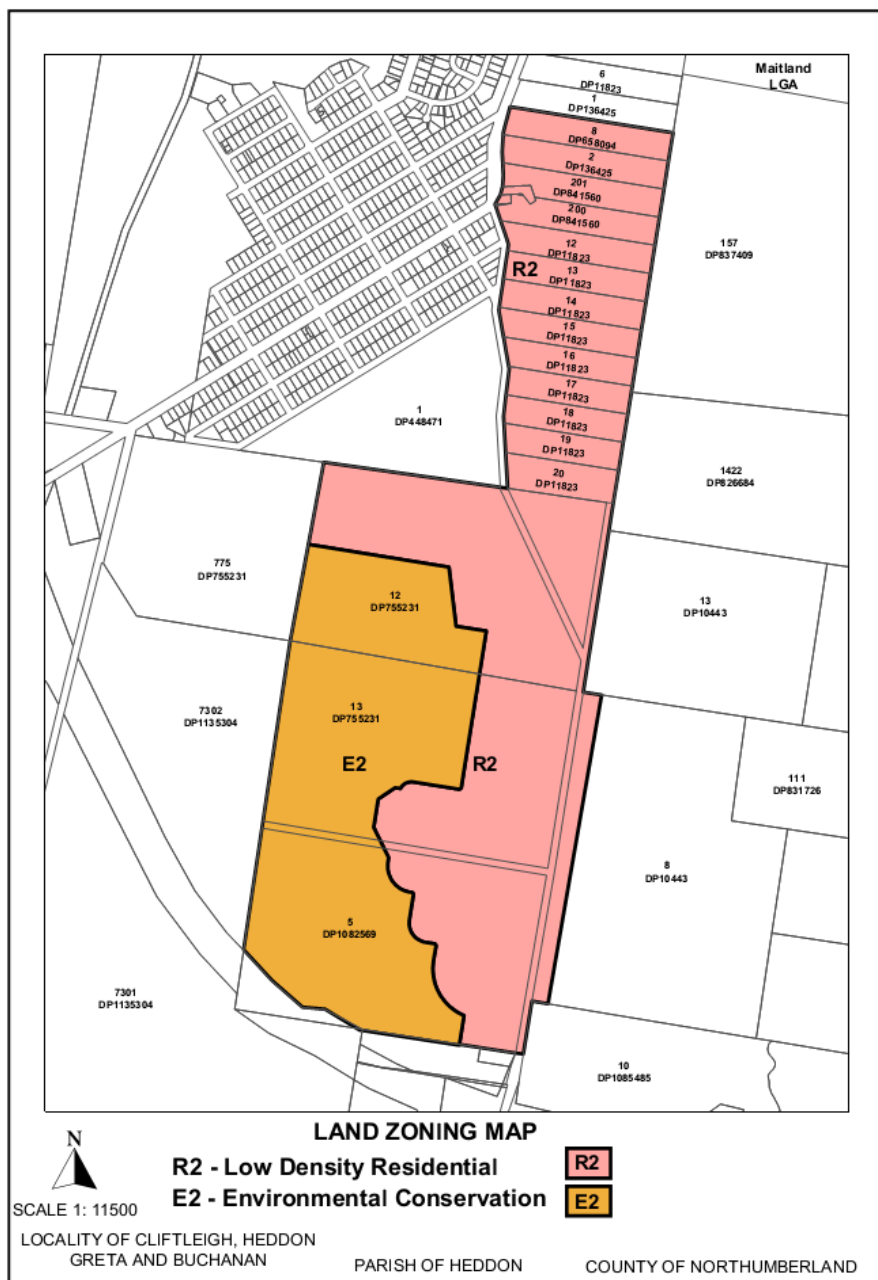 Maitland
LGA
6
DP11823
1
DP136425
8
DP658094
2
DP136425
201
DP841560
200
DP841560
157
DP837409
12
DP11823
R2
13
DP11823
14
DP11823
15
DP11823
16
DP11823
17
DP11823
18
DP11823
19
DP11823
20
DP11823
1
DP448471
1422
DP826684
775
DP755231
12
DP755231
13
DP10443
7302
DP1135304
13
DP755231
E2
R2
111
DP831726
8
DP10443
5
DP1082569
7301
DP1135304
10
DP1085485
LAND ZONING MAP
N
R2 - Low Density Residential
R2
E2 - Environmental Conservation
E2
SCALE 1: 11500
LOCALITY OF CLIFTLEIGH, HEDDON
GRETA AND BUCHANAN
PARISH OF HEDDON
COUNTY OF NORTHUMBERLAND